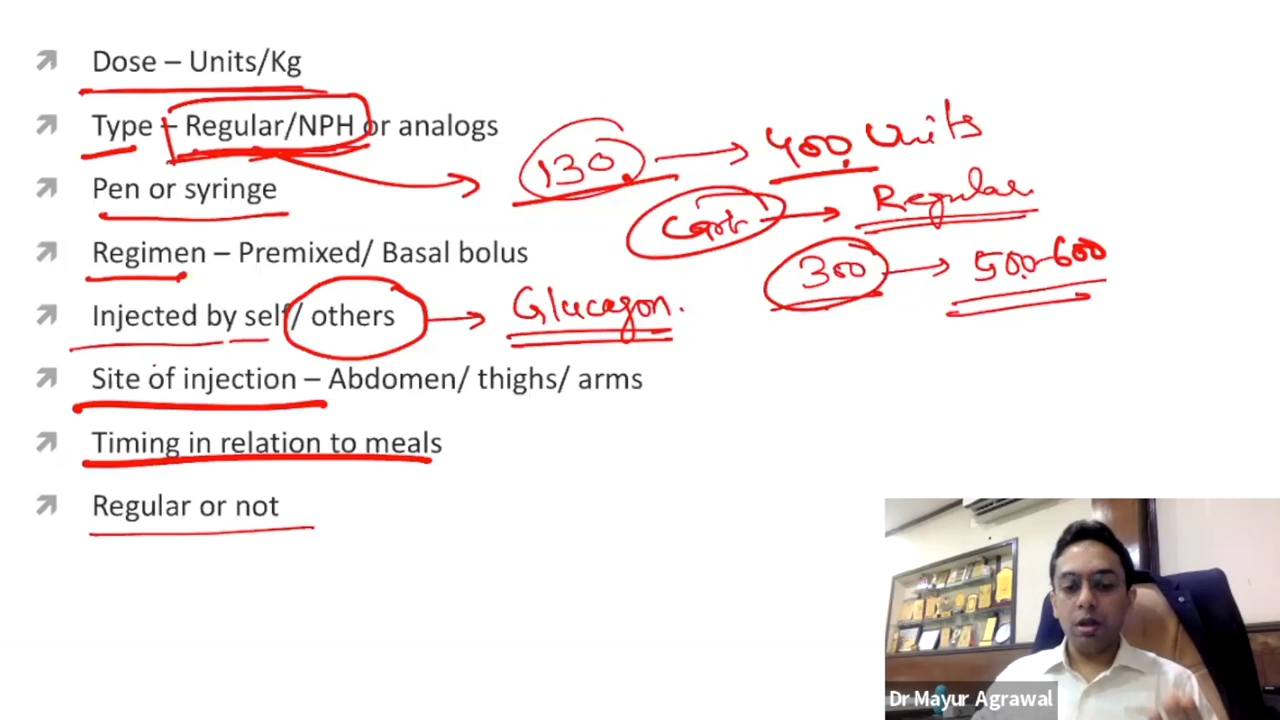 Dose – Units/Kg
Type – Regular/NPH or analogs
130 → 400 Units
Pen or syringe
Cart → Regular
Regimen – Premixed/ Basal bolus
300 → 500-600
Injected by self/ others → Glucagon.
Site of injection – Abdomen/ thighs/ arms
Timing in relation to meals
Regular or not
Dr Mayur Agrawal